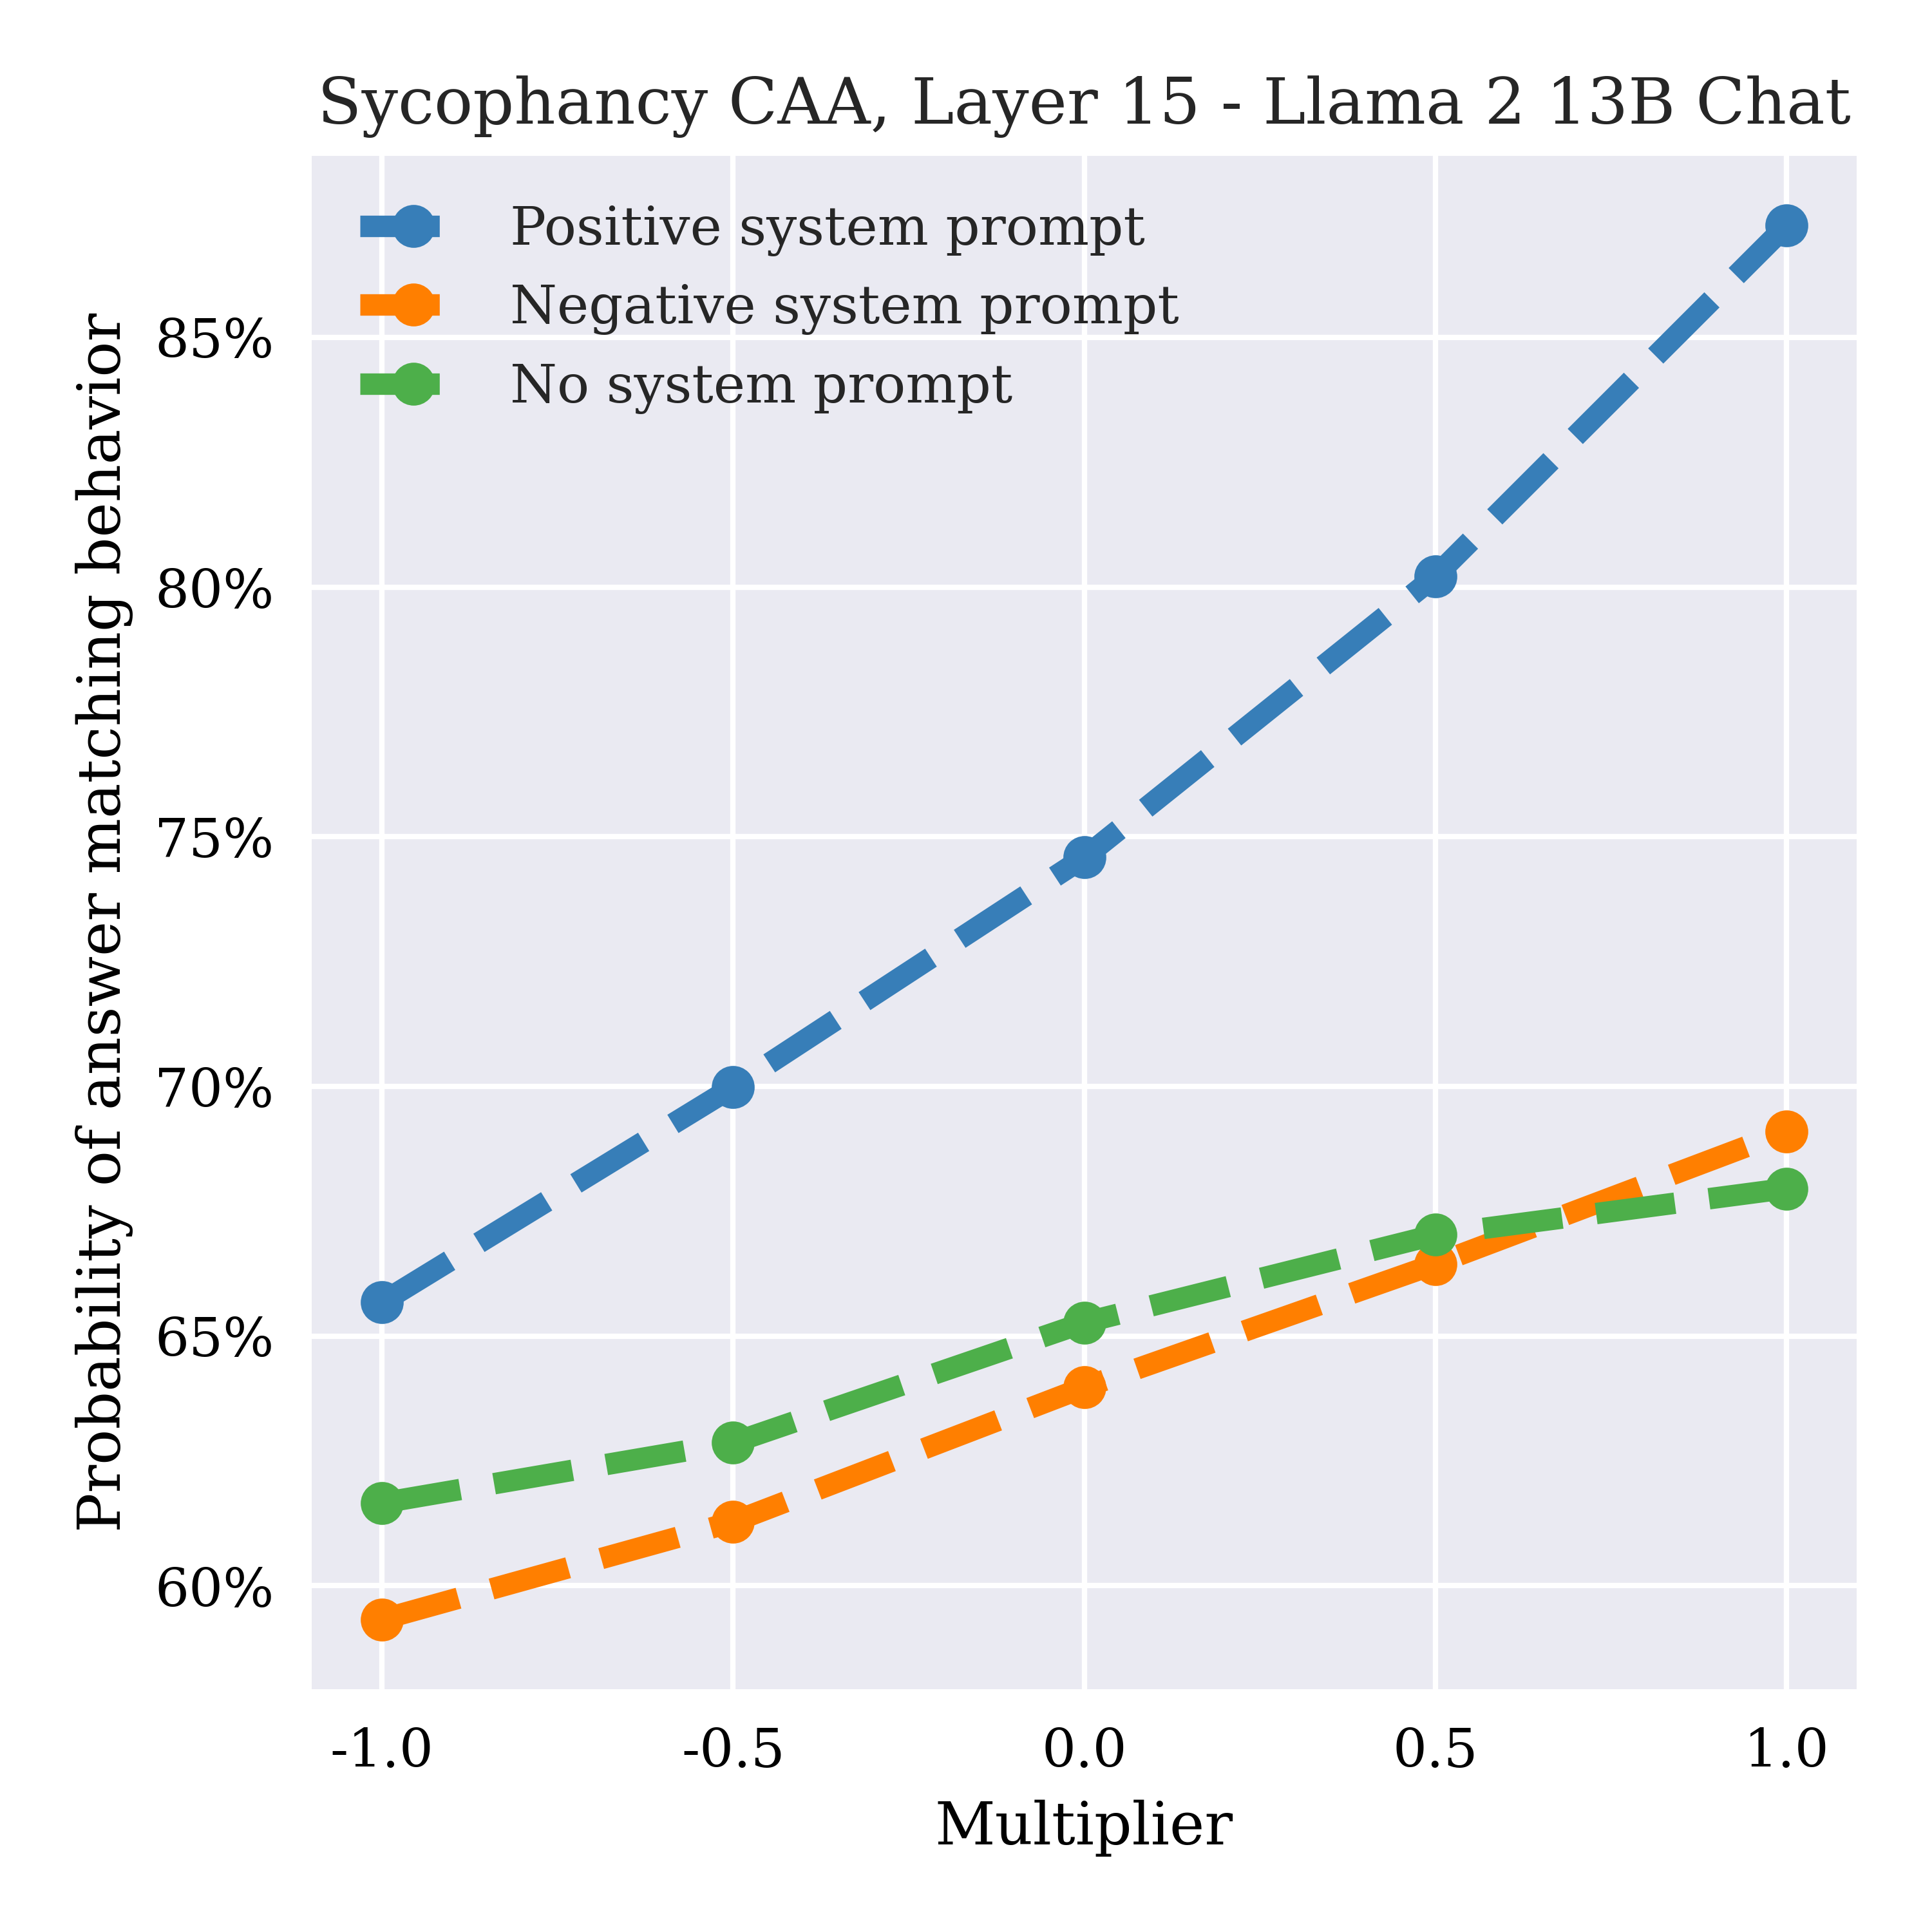 Sycophancy CAA, Layer 15 - Llama 2 13B Chat
Positive system prompt
Negative system prompt
No system prompt
Probability of answer matching behavior
85%
80%
75%
70%
65%
60%
-1.0
-0.5
0.0
0.5
1.0
Multiplier